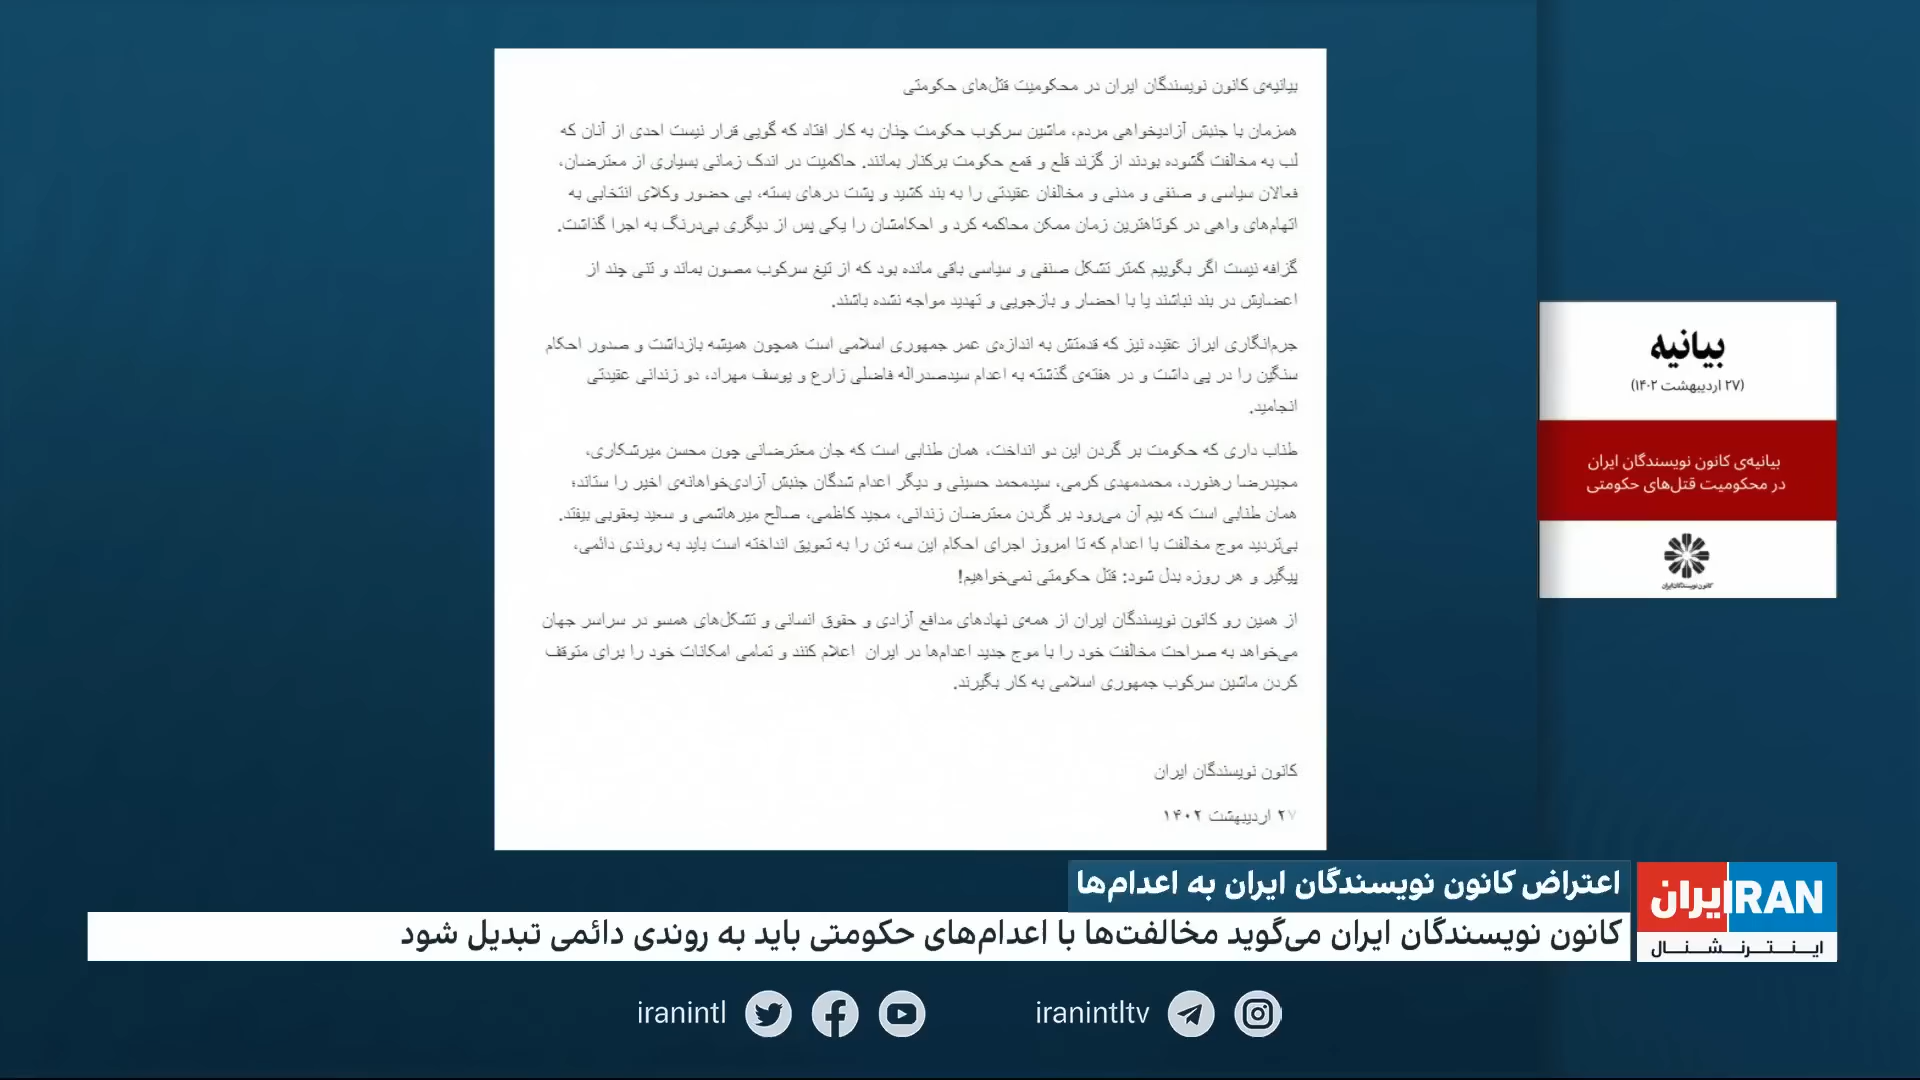 بیانیه‌ی کانون نویسندگان ایران در محکومیت قتل‌های حکومتی
همزمان با جنبش آزادیخواهی مردم، ماشین سرکوب حکومت چنان به کار افتاد که گویی قرار نیست احدی از آنان که
لب به مخالفت گشوده بودند از گزند قلع و قمع حکومت برکنار بمانند. حاکمیت در اندک زمانی بسیاری از معترضان،
فعالان سیاسی و صنفی و مدنی و مخالفان عقیدتی را به بند کشید و پشت درهای بسته، بی حضور وکلای انتخابی به
اتهام‌های واهی در کوتاهترین زمان ممکن محاکمه کرد و احکامشان را یکی پس از دیگری بی‌درنگ به اجرا گذاشت.
گزافه نیست اگر بگوییم کمتر تشکل صنفی و سیاسی باقی مانده بود که از تیغ سرکوب مصون بماند و تنی چند از
اعضایش در بند نباشند یا با احضار و بازجویی و تهدید مواجه نشده باشند.
جرم‌انگاری ابراز عقیده نیز که قدمتش به اندازه‌ی عمر جمهوری اسلامی است همچون همیشه بازداشت و صدور احکام
سنگین را در پی داشت و در هفته‌ی گذشته به اعدام سیدصدراله فاضلی زارع و یوسف مهراد، دو زندانی عقیدتی
انجامید.
طناب داری که حکومت بر گردن این دو انداخت، همان طنابی است که جان معترضانی چون محسن میرشکاری،
مجیدرضا رهنورد، محمدمهدی کرمی، سیدمحمد حسینی و دیگر اعدام شدگان جنبش آزادی‌خواهانه‌ی اخیر را ستاند؛
همان طنابی است که بیم آن می‌رود بر گردن معترضان زندانی، مجید کاظمی، صالح میرهاشمی و سعید یعقوبی بیفتد.
بی‌تردید موج مخالفت با اعدام که تا امروز اجرای احکام این سه تن را به تعویق انداخته است باید به روندی دائمی،
پیگیر و هر روزه بدل شود: قتل حکومتی نمی‌خواهیم!
از همین رو کانون نویسندگان ایران از همه‌ی نهادهای مدافع آزادی و حقوق انسانی و تشکل‌های همسو در سراسر جهان
می‌خواهد به صراحت مخالفت خود را با موج جدید اعدام‌ها در ایران اعلام کنند و تمامی امکانات خود را برای متوقف
کردن ماشین سرکوب جمهوری اسلامی به کار بگیرند.
کانون نویسندگان ایران
۲۷ اردیبهشت ۱۴۰۲
بیانیه
(۲۷ اردیبهشت ۱۴۰۲)
بیانیه‌ی کانون نویسندگان ایران
در محکومیت قتل‌های حکومتی
کانون نویسندگان ایران
اعتراض کانون نویسندگان ایران به اعدام‌ها
کانون نویسندگان ایران می‌گوید مخالفت‌ها با اعدام‌های حکومتی باید به روندی دائمی تبدیل شود
ایران IRAN
اینترنشنال
iranintl
iranintltv